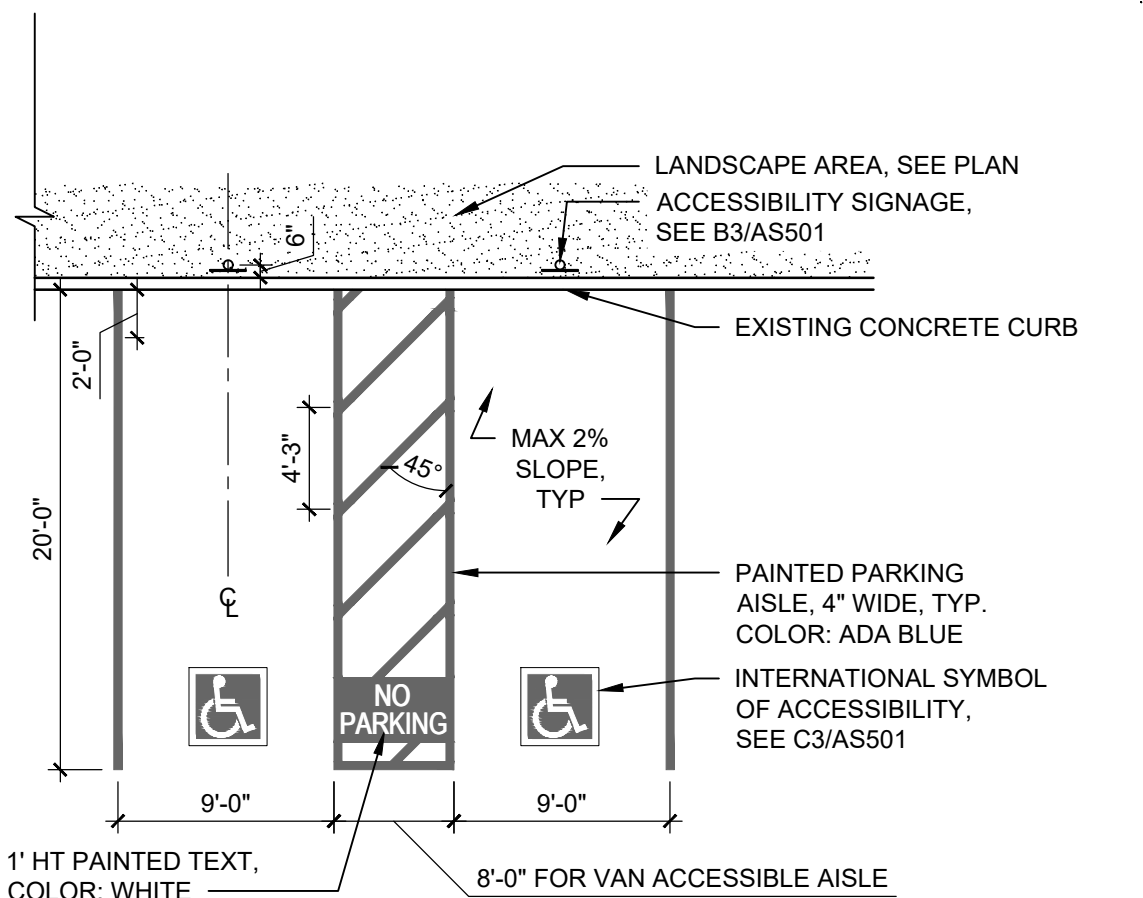 LANDSCAPE AREA, SEE PLAN
ACCESSIBILITY SIGNAGE,
SEE B3/AS501
6"
EXISTING CONCRETE CURB
2'-0"
4'-3"
45°
MAX 2%
SLOPE,
TYP
20'-0"
PAINTED PARKING
AISLE, 4" WIDE, TYP.
COLOR: ADA BLUE
℄
INTERNATIONAL SYMBOL
OF ACCESSIBILITY,
SEE C3/AS501
NO
PARKING
9'-0"
9'-0"
1' HT PAINTED TEXT,
COLOR: WHITE
8'-0" FOR VAN ACCESSIBLE AISLE